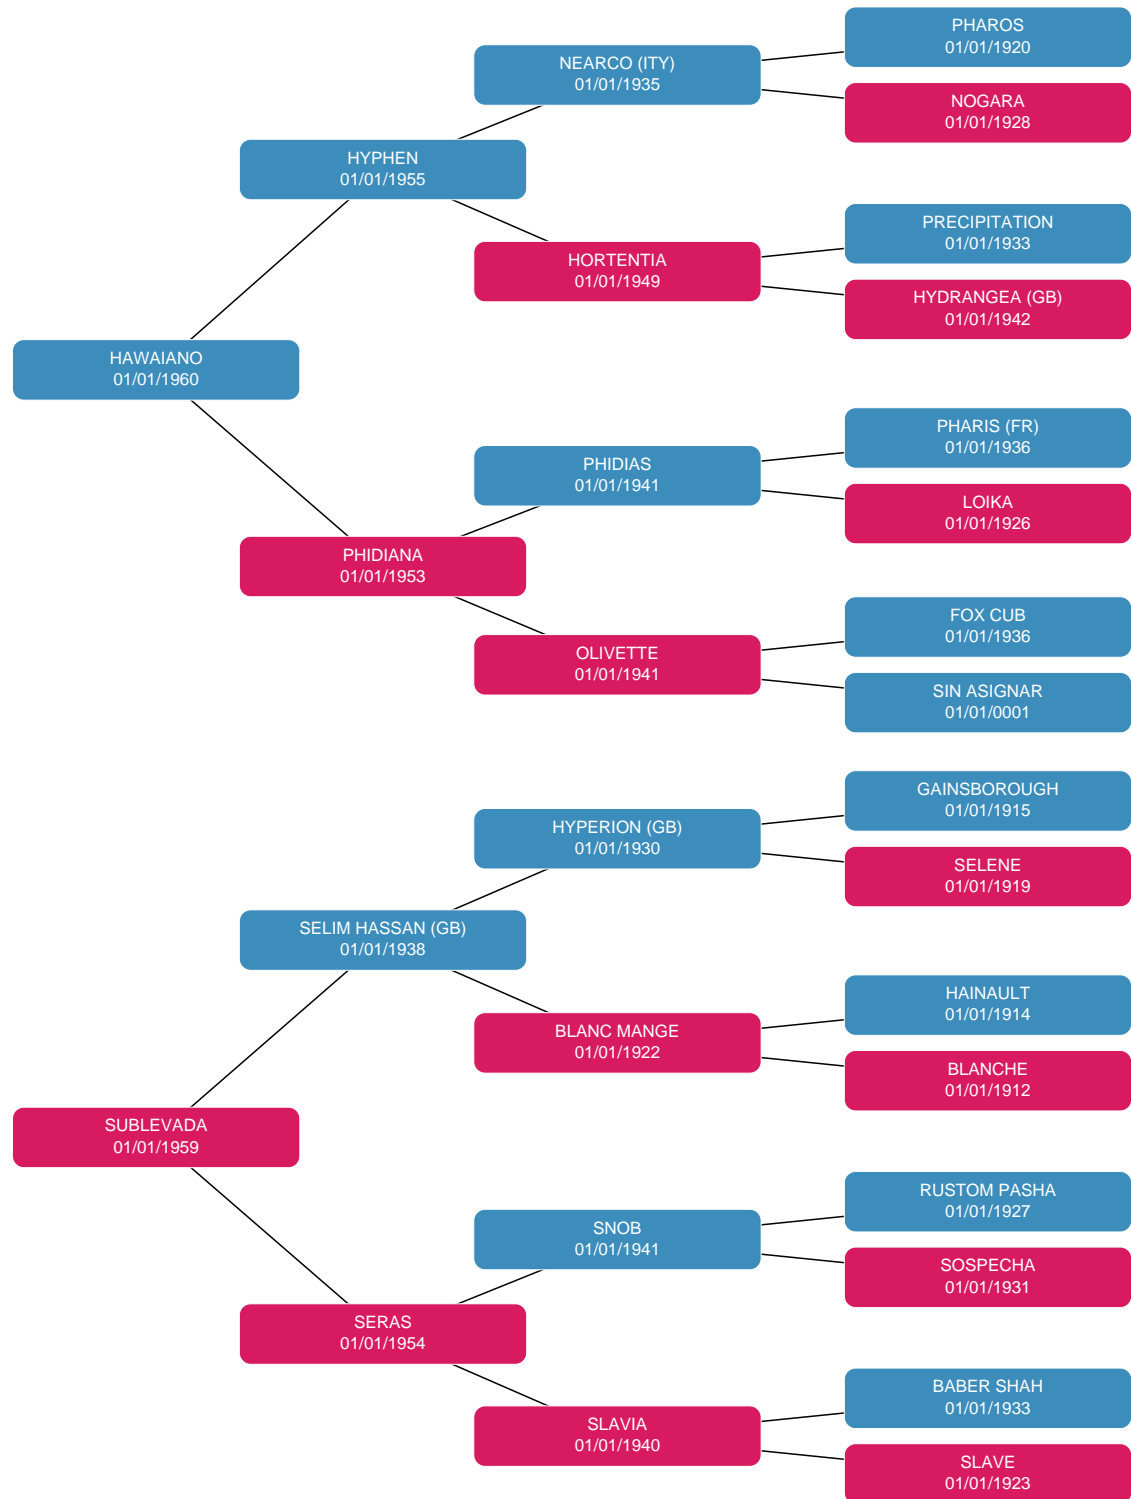 PHAROS
01/01/1920
NEARCO (ITY)
01/01/1935
NOGARA
01/01/1928
HYPHEN
01/01/1955
PRECIPITATION
01/01/1933
HORTENTIA
01/01/1949
HYDRANGEA (GB)
01/01/1942
HAWAIANO
01/01/1960
PHARIS (FR)
01/01/1936
PHIDIAS
01/01/1941
LOIKA
01/01/1926
PHIDIANA
01/01/1953
FOX CUB
01/01/1936
OLIVETTE
01/01/1941
SIN ASIGNAR
01/01/0001
GAINSBOROUGH
01/01/1915
HYPERION (GB)
01/01/1930
SELENE
01/01/1919
SELIM HASSAN (GB)
01/01/1938
HAINAULT
01/01/1914
BLANC MANGE
01/01/1922
BLANCHE
01/01/1912
SUBLEVADA
01/01/1959
RUSTOM PASHA
01/01/1927
SNOB
01/01/1941
SOSPECHA
01/01/1931
SERAS
01/01/1954
BABER SHAH
01/01/1933
SLAVIA
01/01/1940
SLAVE
01/01/1923